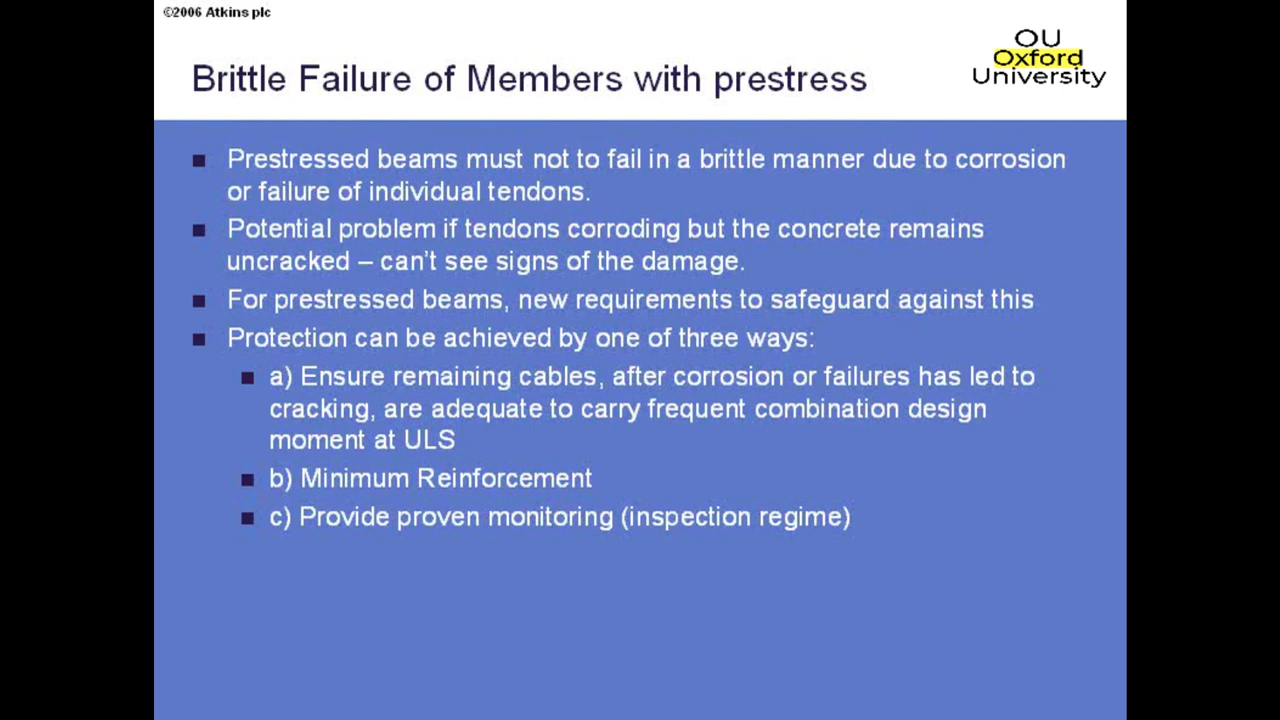 ©2006 Atkins plc
OU
Oxford
University
Brittle Failure of Members with prestress
Prestressed beams must not to fail in a brittle manner due to corrosion
or failure of individual tendons.
Potential problem if tendons corroding but the concrete remains
uncracked – can't see signs of the damage.
For prestressed beams, new requirements to safeguard against this
Protection can be achieved by one of three ways:
a) Ensure remaining cables, after corrosion or failures has led to
cracking, are adequate to carry frequent combination design
moment at ULS
b) Minimum Reinforcement
c) Provide proven monitoring (inspection regime)